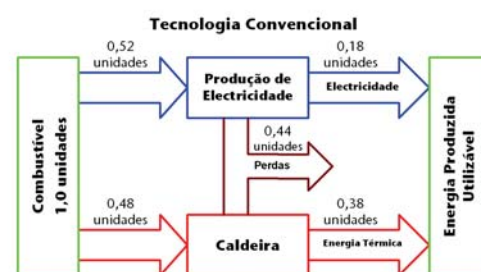 Tecnologia Convencional
0,52
unidades
0,18
unidades
Combustível
1,0 unidades
Produção de
Electricidade
Electricidade
Energia Produzida
Utilizável
0,44
unidades
Perdas
0,48
unidades
0,38
unidades
Caldeira
Energia Térmica